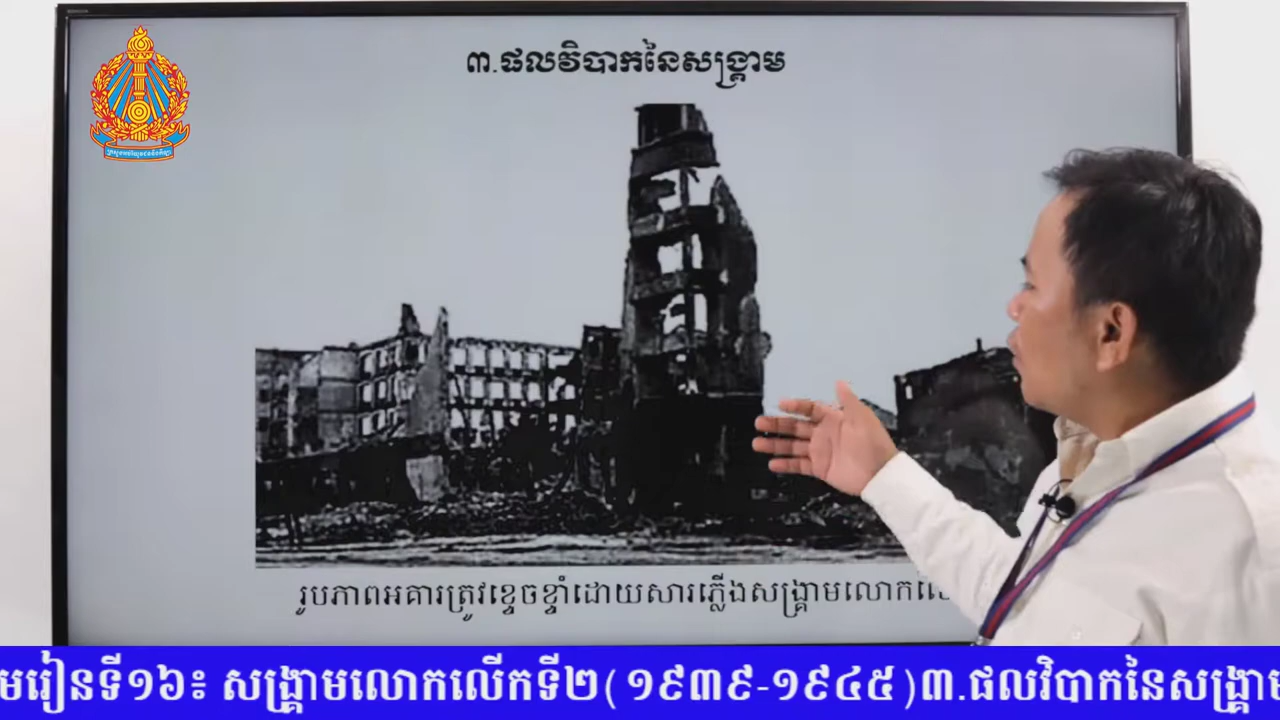 ៣.ផលវិបាកនៃសង្គ្រាម
រូបភាពអគារត្រូវខ្ទេចខ្ទាំដោយសារភ្លើងសង្គ្រាមលោក
មរៀនទី១៦៖ សង្គ្រាមលោកលើកទី២(១៩៣៩-១៩៤៥)៣.ផលវិបាកនៃសង្គ្រាម